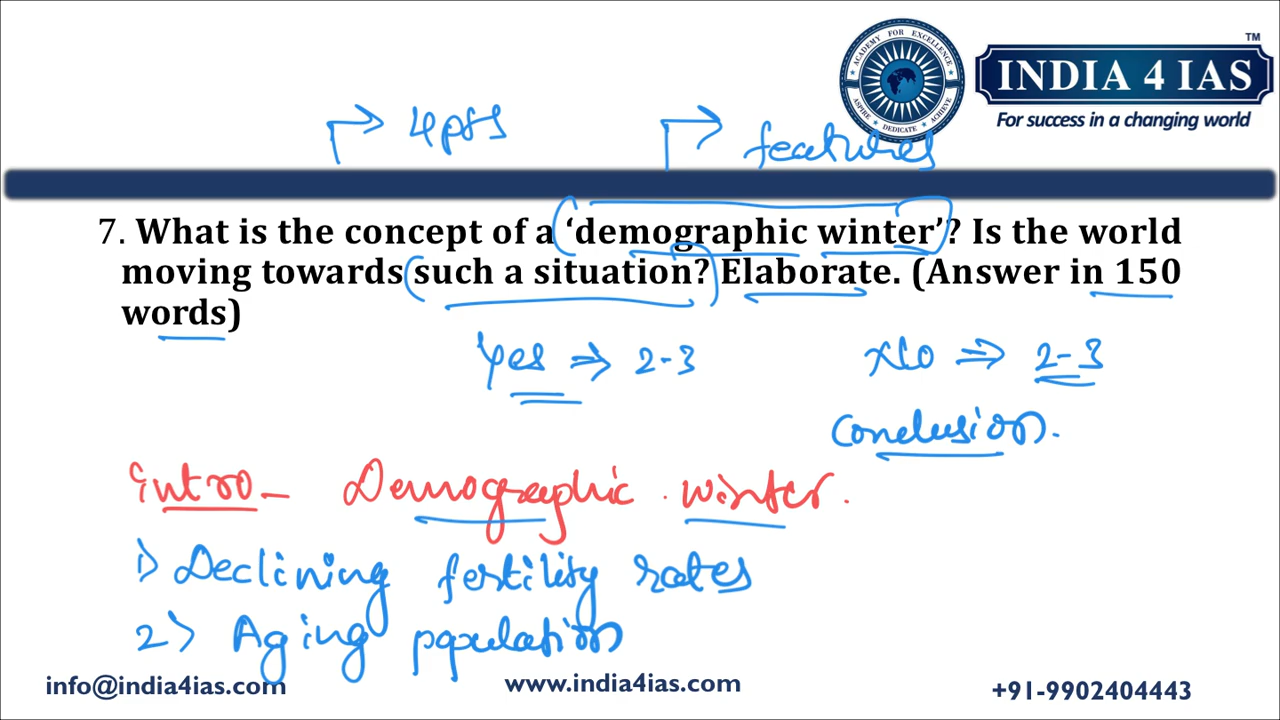 ACADEMY FOR EXCELLENCE
ASPIRE DEDICATE ACHIEVE
TM
INDIA 4 IAS
For success in a changing world
4pts
features
7. What is the concept of a ‘demographic winter’? Is the world
moving towards such a situation? Elaborate. (Answer in 150
words)
Yes ⇒ 2-3
No ⇒ 2-3
Conclusion.
Intro - Demographic winter.
1) Declining fertility rates
2) Aging population
info@india4ias.com
www.india4ias.com
+91-9902404443